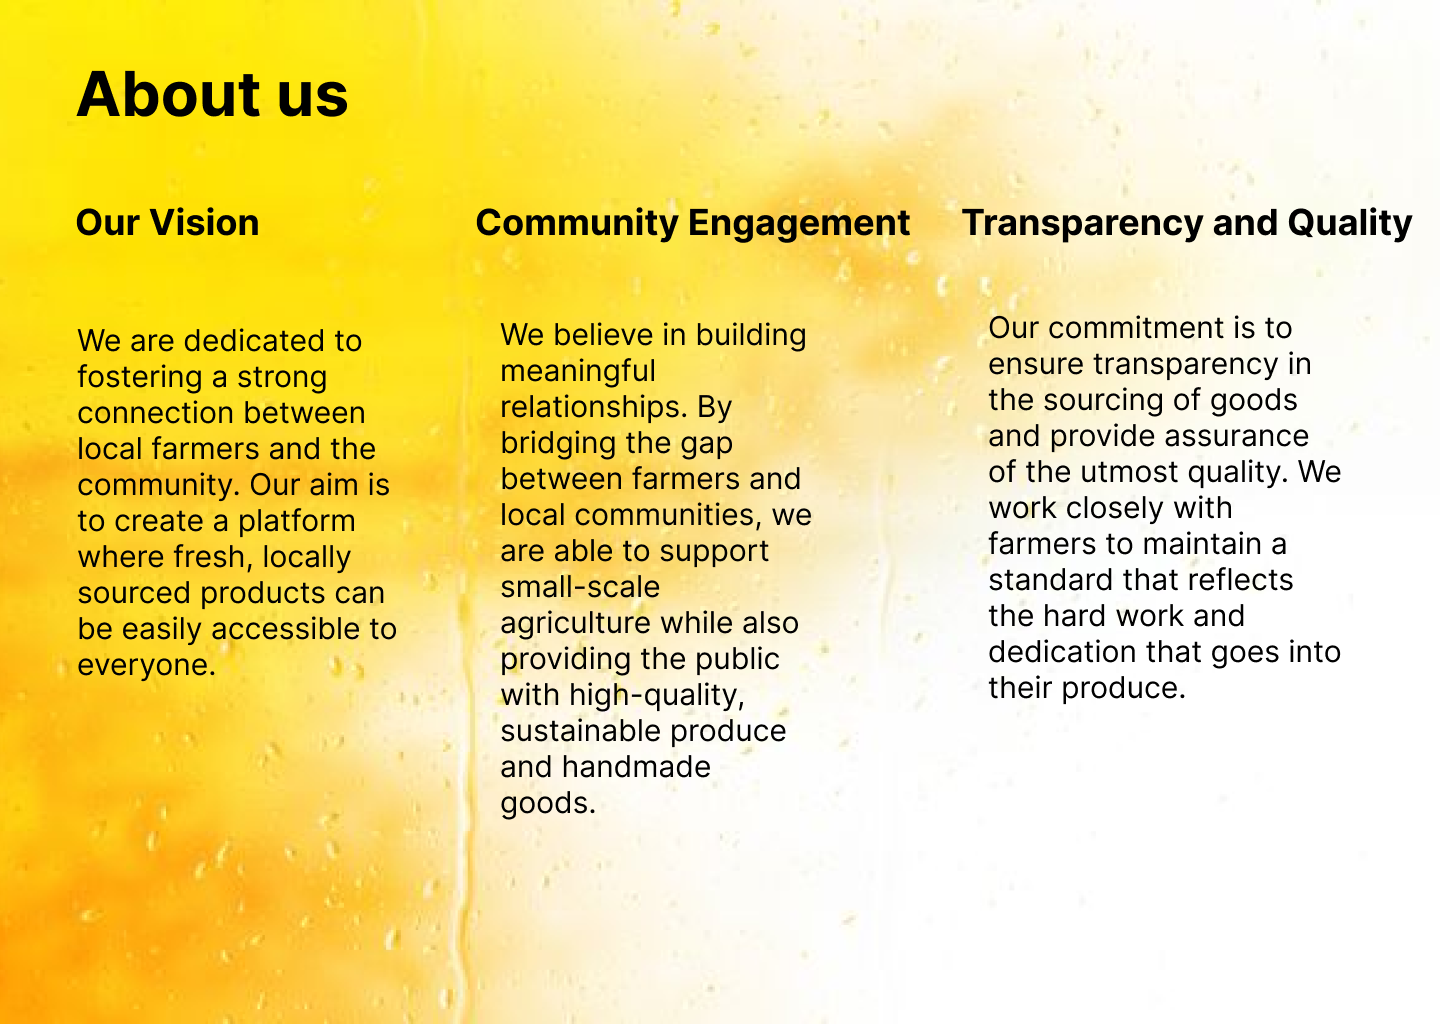 About us
Our Vision
We are dedicated to
fostering a strong
connection between
local farmers and the
community. Our aim is
to create a platform
where fresh, locally
sourced products can
be easily accessible to
everyone.
Community Engagement
We believe in building
meaningful
relationships. By
bridging the gap
between farmers and
local communities, we
are able to support
small-scale
agriculture while also
providing the public
with high-quality,
sustainable produce
and handmade
goods.
Transparency and Quality
Our commitment is to
ensure transparency in
the sourcing of goods
and provide assurance
of the utmost quality. We
work closely with
farmers to maintain a
standard that reflects
the hard work and
dedication that goes into
their produce.